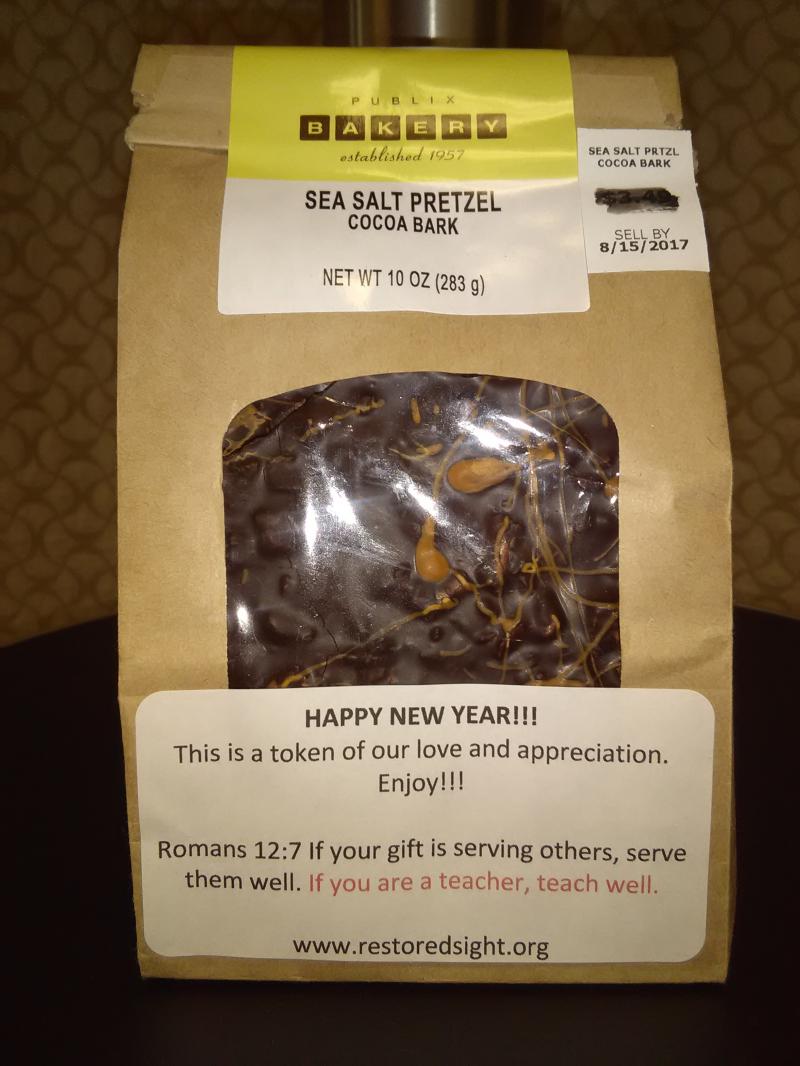 PUBLIX
BAKERY
established 1957
SEA SALT PRETZEL
COCOA BARK
NET WT 10 OZ (283 g)
SEA SALT PRTZL
COCOA BARK
SELL BY
8/15/2017
HAPPY NEW YEAR!!!
This is a token of our love and appreciation.
Enjoy!!!
Romans 12:7 If your gift is serving others, serve
them well. If you are a teacher, teach well.
www.restoredsight.org